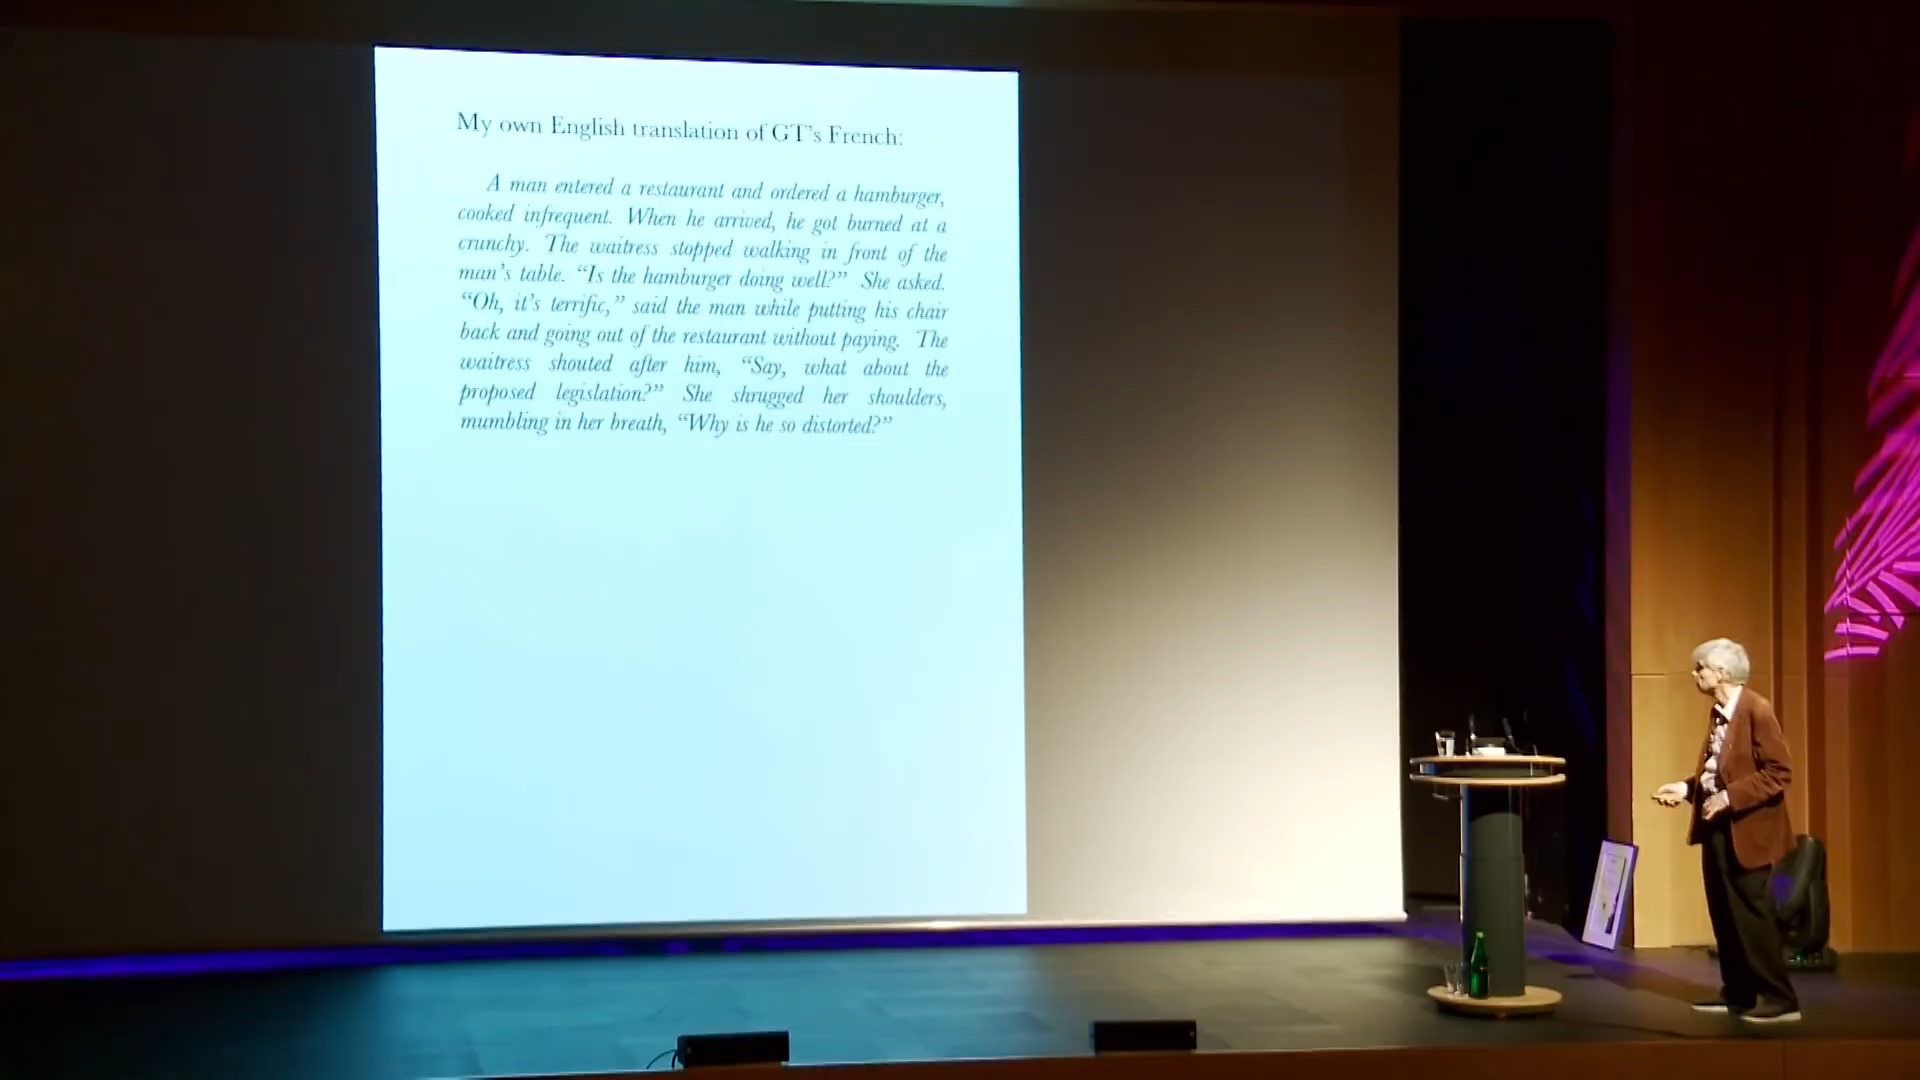 My own English translation of GT's French:
A man entered a restaurant and ordered a hamburger,
cooked infrequent. When he arrived, he got burned at a
crunchy. The waitress stopped walking in front of the
man's table. “Is the hamburger doing well?” She asked.
“Oh, it's terrific,” said the man while putting his chair
back and going out of the restaurant without paying. The
waitress shouted after him, “Say, what about the
proposed legislation?” She shrugged her shoulders,
mumbling in her breath, “Why is he so distorted?”